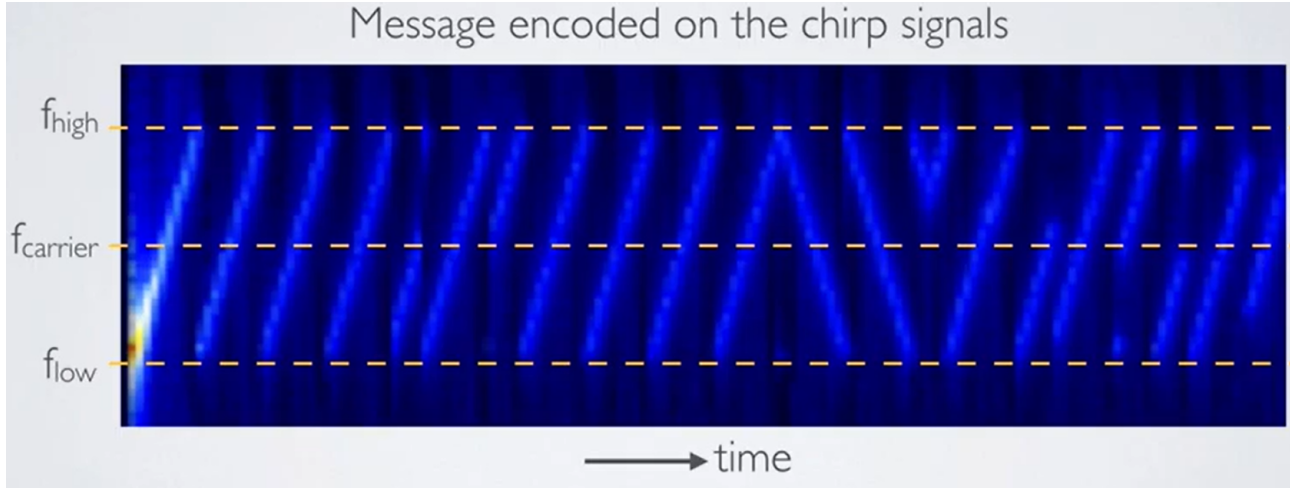 Message encoded on the chirp signals
fhigh
fcarrier
flow
time